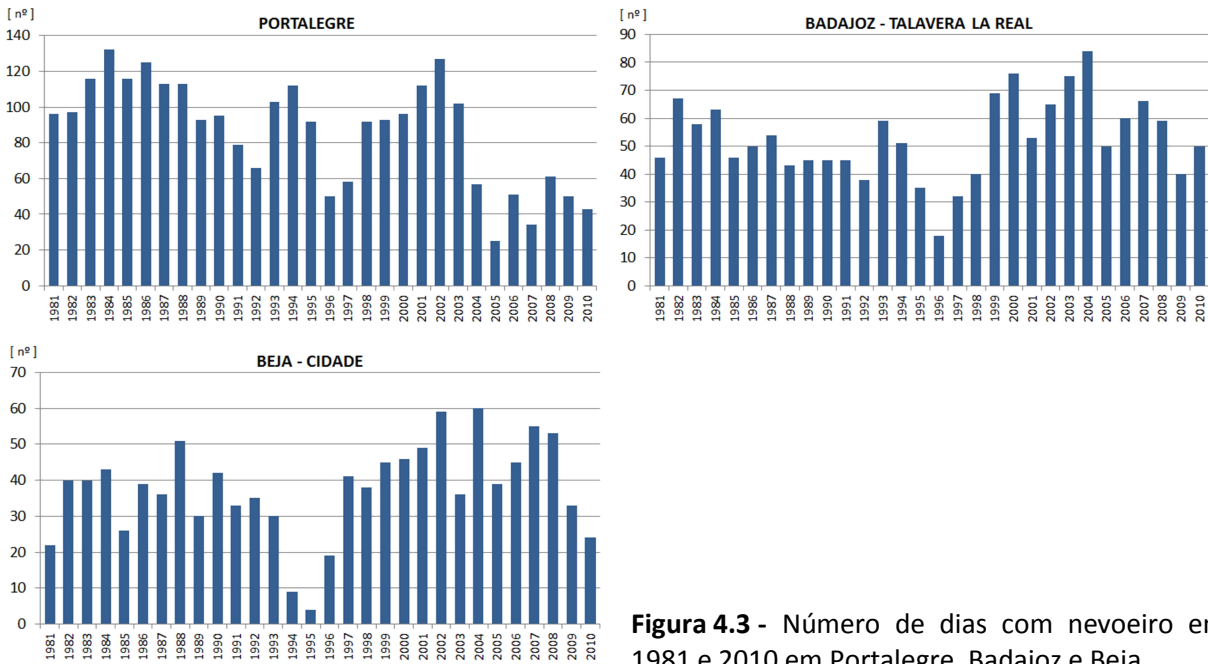 [ nº ]
PORTALEGRE
140
120
100
80
60
40
20
0
1981 1982 1983 1984 1985 1986 1987 1988 1989 1990 1991 1992 1993 1994 1995 1996 1997 1998 1999 2000 2001 2002 2003 2004 2005 2006 2007 2008 2009 2010
[ nº ]
BADAJOZ - TALAVERA LA REAL
90
80
70
60
50
40
30
20
10
0
1981 1982 1983 1984 1985 1986 1987 1988 1989 1990 1991 1992 1993 1994 1995 1996 1997 1998 1999 2000 2001 2002 2003 2004 2005 2006 2007 2008 2009 2010
[ nº ]
BEJA - CIDADE
70
60
50
40
30
20
10
0
1981 1982 1983 1984 1985 1986 1987 1988 1989 1990 1991 1992 1993 1994 1995 1996 1997 1998 1999 2000 2001 2002 2003 2004 2005 2006 2007 2008 2009 2010
Figura 4.3 - Número de dias com nevoeiro
1981 e 2010 em Portalegre, Badajoz e Beja